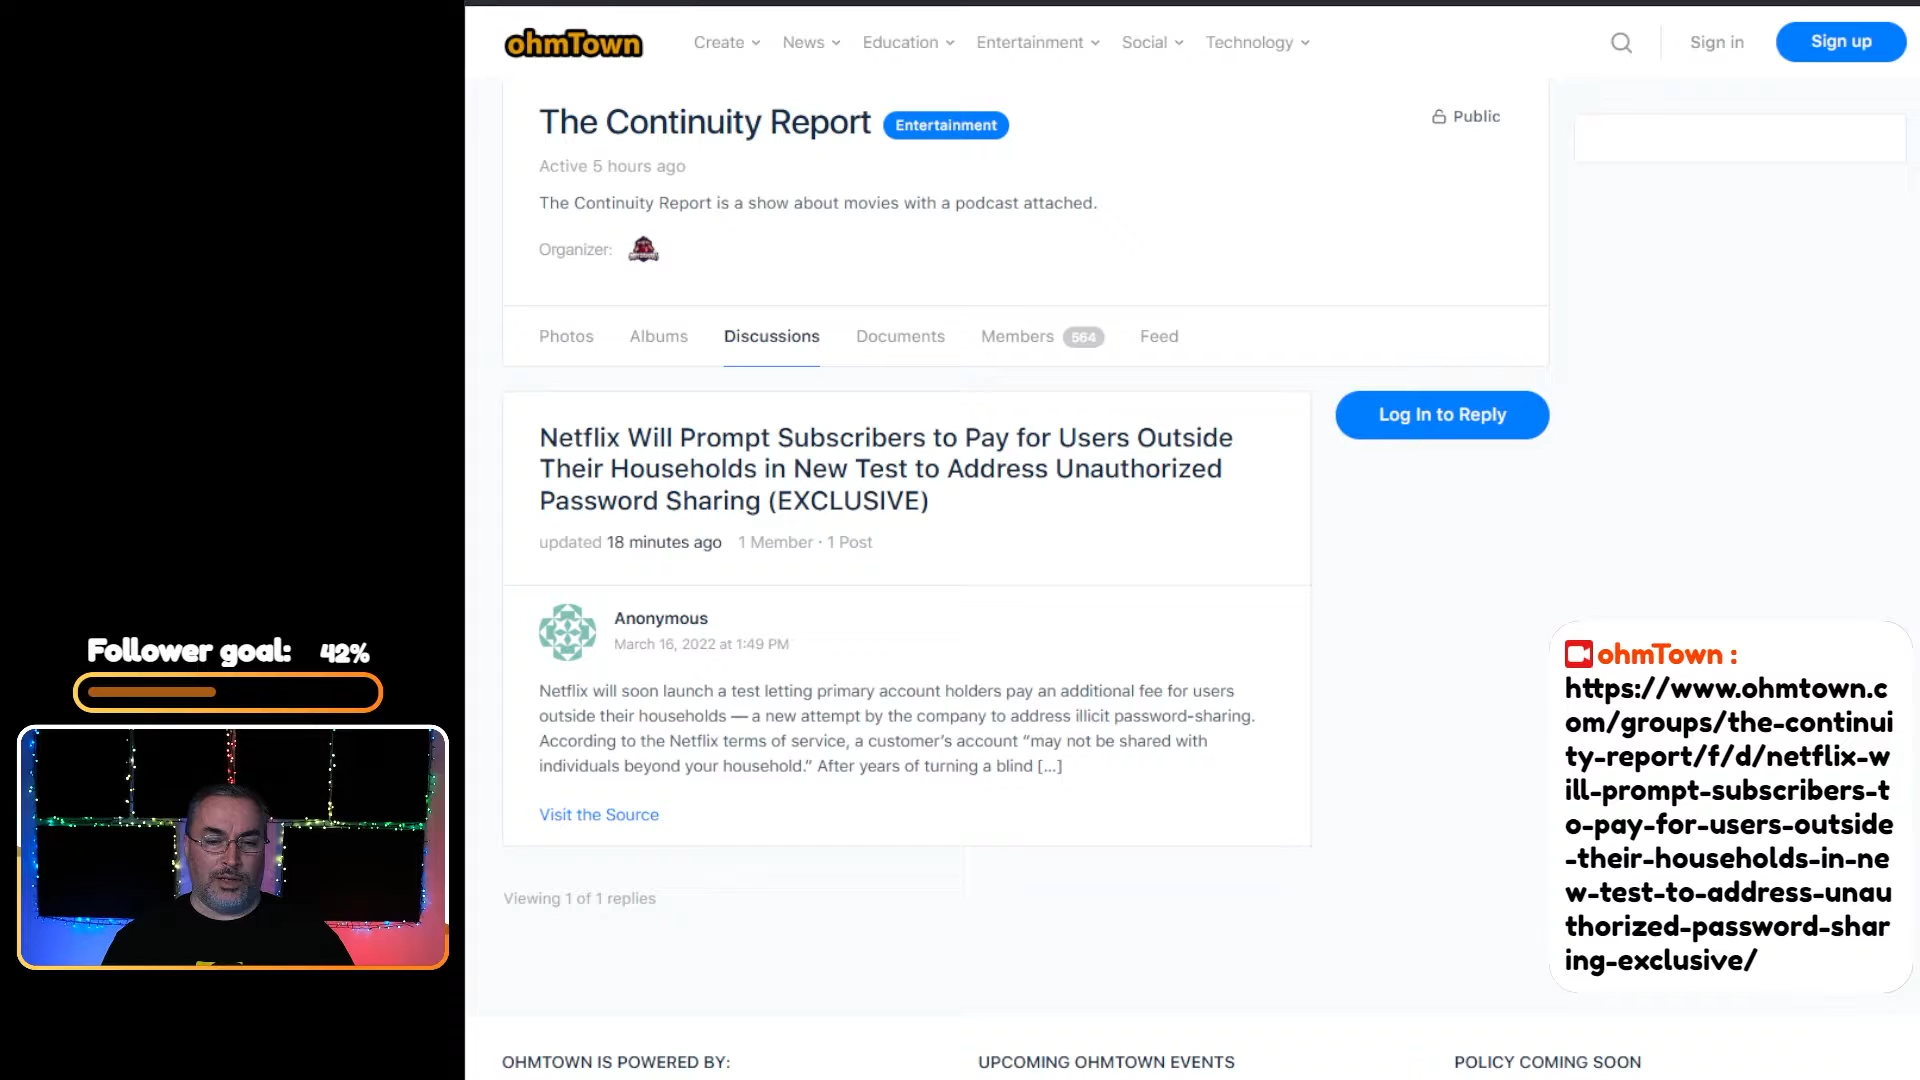 ohmTown
Create
News
Education
Entertainment
Social
Technology
Sign in
Sign up
The Continuity Report
Entertainment
Public
Active 5 hours ago
The Continuity Report is a show about movies with a podcast attached.
Organizer:
Photos
Albums
Discussions
Documents
Members 564
Feed
Netflix Will Prompt Subscribers to Pay for Users Outside
Their Households in New Test to Address Unauthorized
Password Sharing (EXCLUSIVE)
updated 18 minutes ago 1 Member · 1 Post
Log In to Reply
Anonymous
March 16, 2022 at 1:49 PM
Netflix will soon launch a test letting primary account holders pay an additional fee for users
outside their households — a new attempt by the company to address illicit password-sharing.
According to the Netflix terms of service, a customer’s account “may not be shared with
individuals beyond your household.” After years of turning a blind [...]
Visit the Source
Viewing 1 of 1 replies
Follower goal: 42%
ohmTown :
https://www.ohmtown.c
om/groups/the-continui
ty-report/f/d/netflix-w
ill-prompt-subscribers-t
o-pay-for-users-outside
-their-households-in-ne
w-test-to-address-unau
thorized-password-shar
ing-exclusive/
OHMTOWN IS POWERED BY:
UPCOMING OHMTOWN EVENTS
POLICY COMING SOON